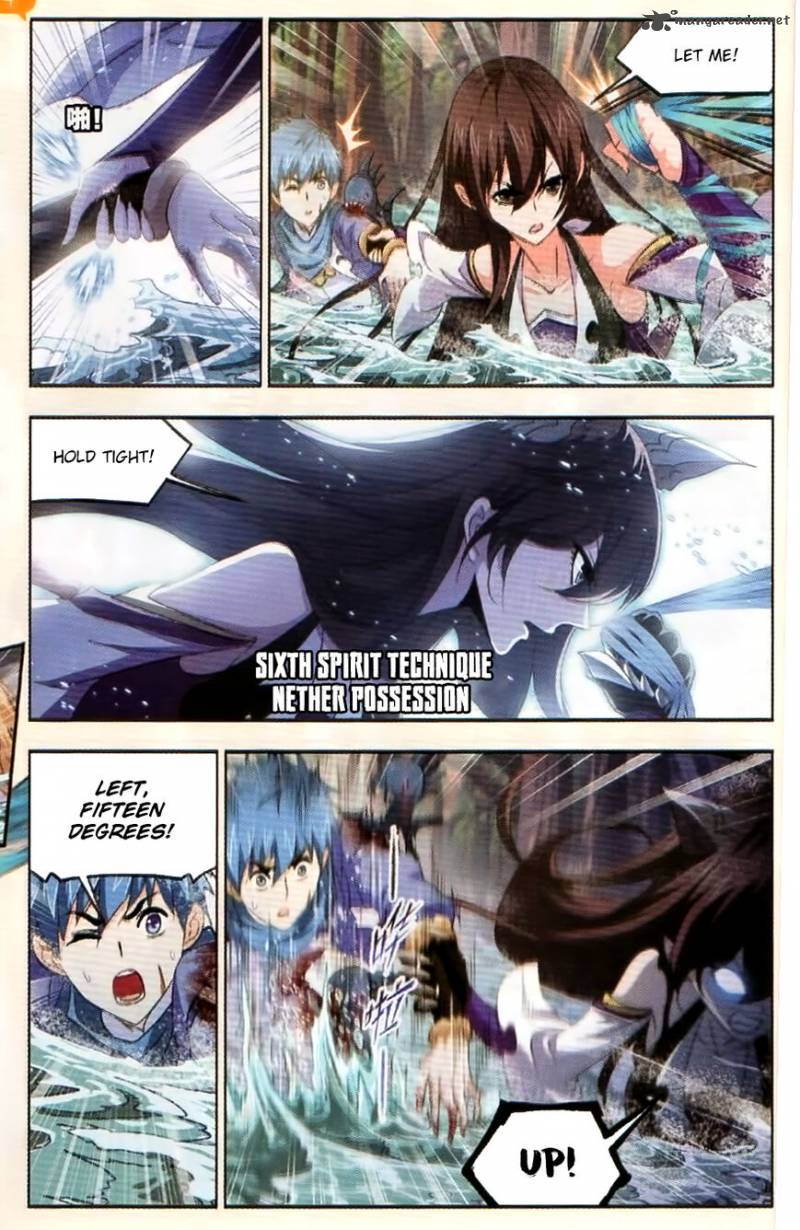 mangareader.net
LET ME!
啪!
HOLD TIGHT!
SIXTH SPIRIT TECHNIQUE
NETHER POSSESSION
LEFT,
FIFTEEN
DEGREES!
UP!